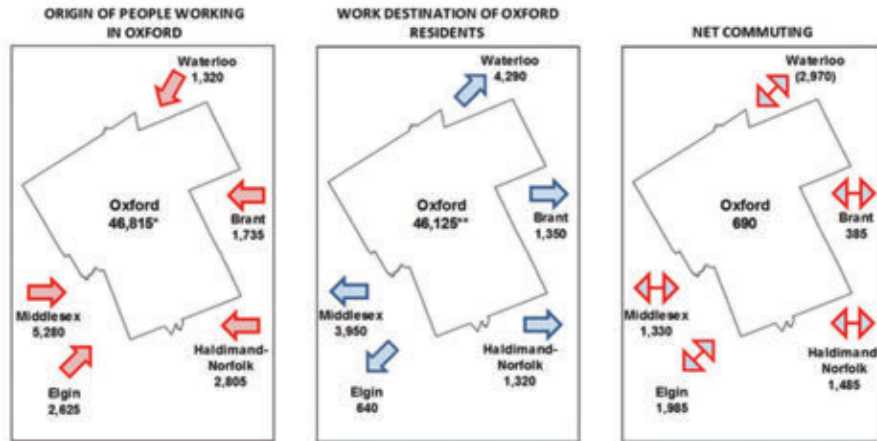 ORIGIN OF PEOPLE WORKING
IN OXFORD
Waterloo
1,320
Oxford
46,815*
Brant
1,735
Middlesex
5,280
Haldimand-
Norfolk
2,805
Elgin
2,625
WORK DESTINATION OF OXFORD
RESIDENTS
Waterloo
4,290
Oxford
46,125**
Brant
1,350
Middlesex
3,950
Haldimand-
Norfolk
1,320
Elgin
640
NET COMMUTING
Waterloo
(2,970)
Oxford
690
Brant
385
Middlesex
1,330
Haldimand-
Norfolk
1,485
Elgin
1,985